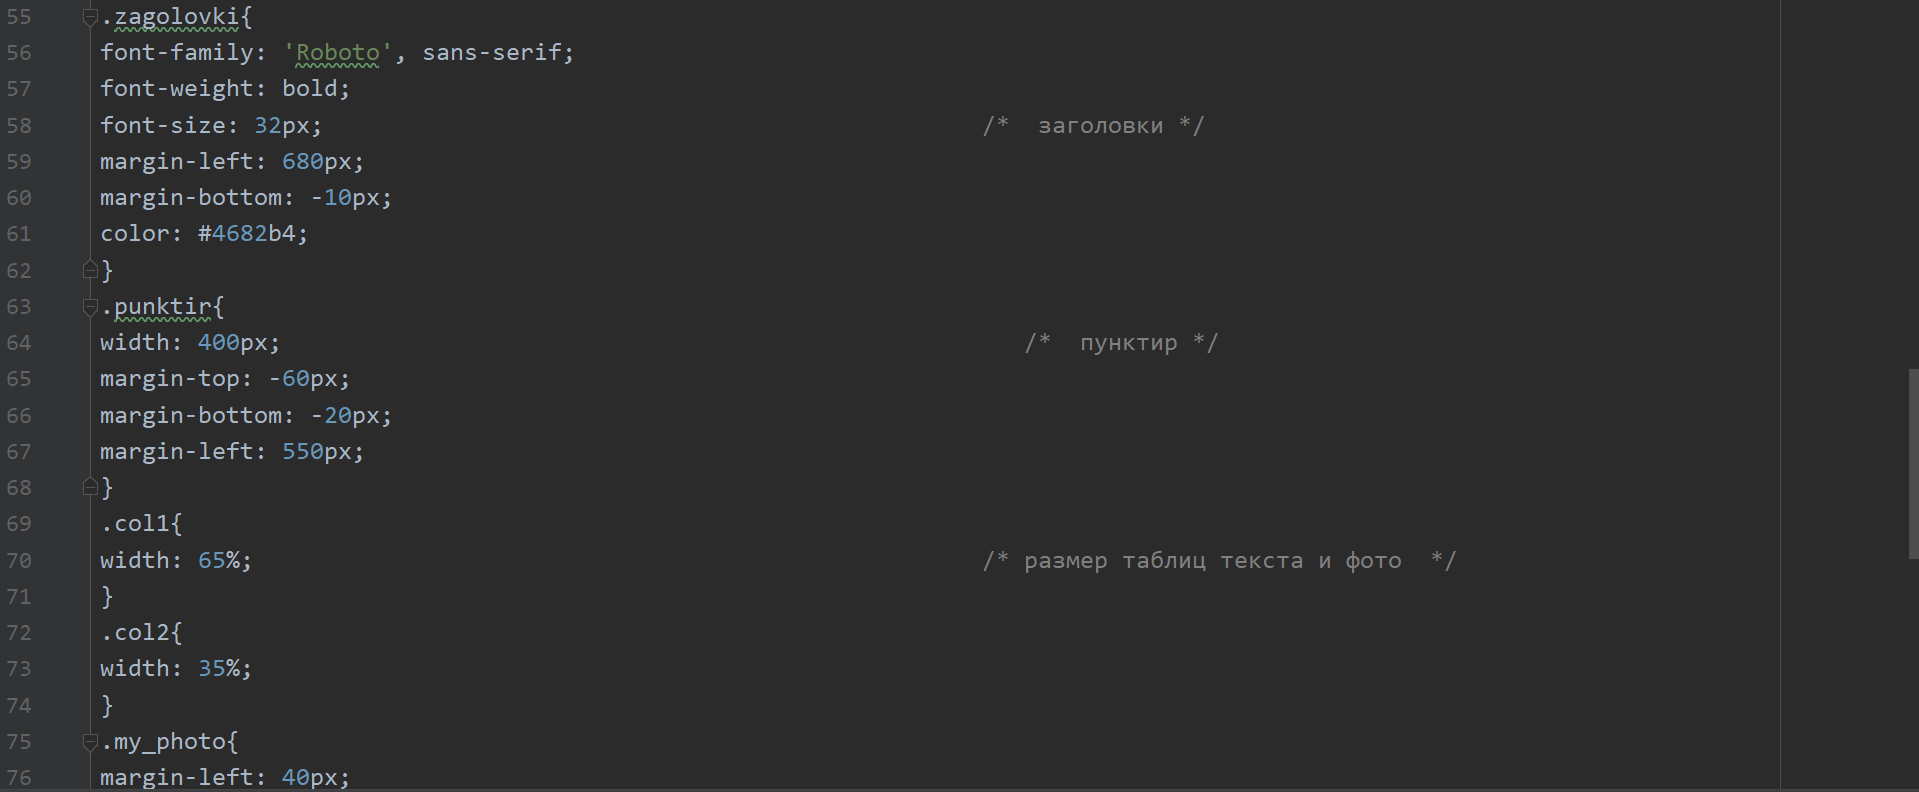 55 .zagolovki{
56 font-family: 'Roboto', sans-serif;
57 font-weight: bold;
58 font-size: 32px; /*  заголовки */
59 margin-left: 680px;
60 margin-bottom: -10px;
61 color: #4682b4;
62 }
63 .punktir{
64 width: 400px; /*  пунктир */
65 margin-top: -60px;
66 margin-bottom: -20px;
67 margin-left: 550px;
68 }
69 .col1{
70 width: 65%; /* размер таблиц текста и фото  */
71 }
72 .col2{
73 width: 35%;
74 }
75 .my_photo{
76 margin-left: 40px;